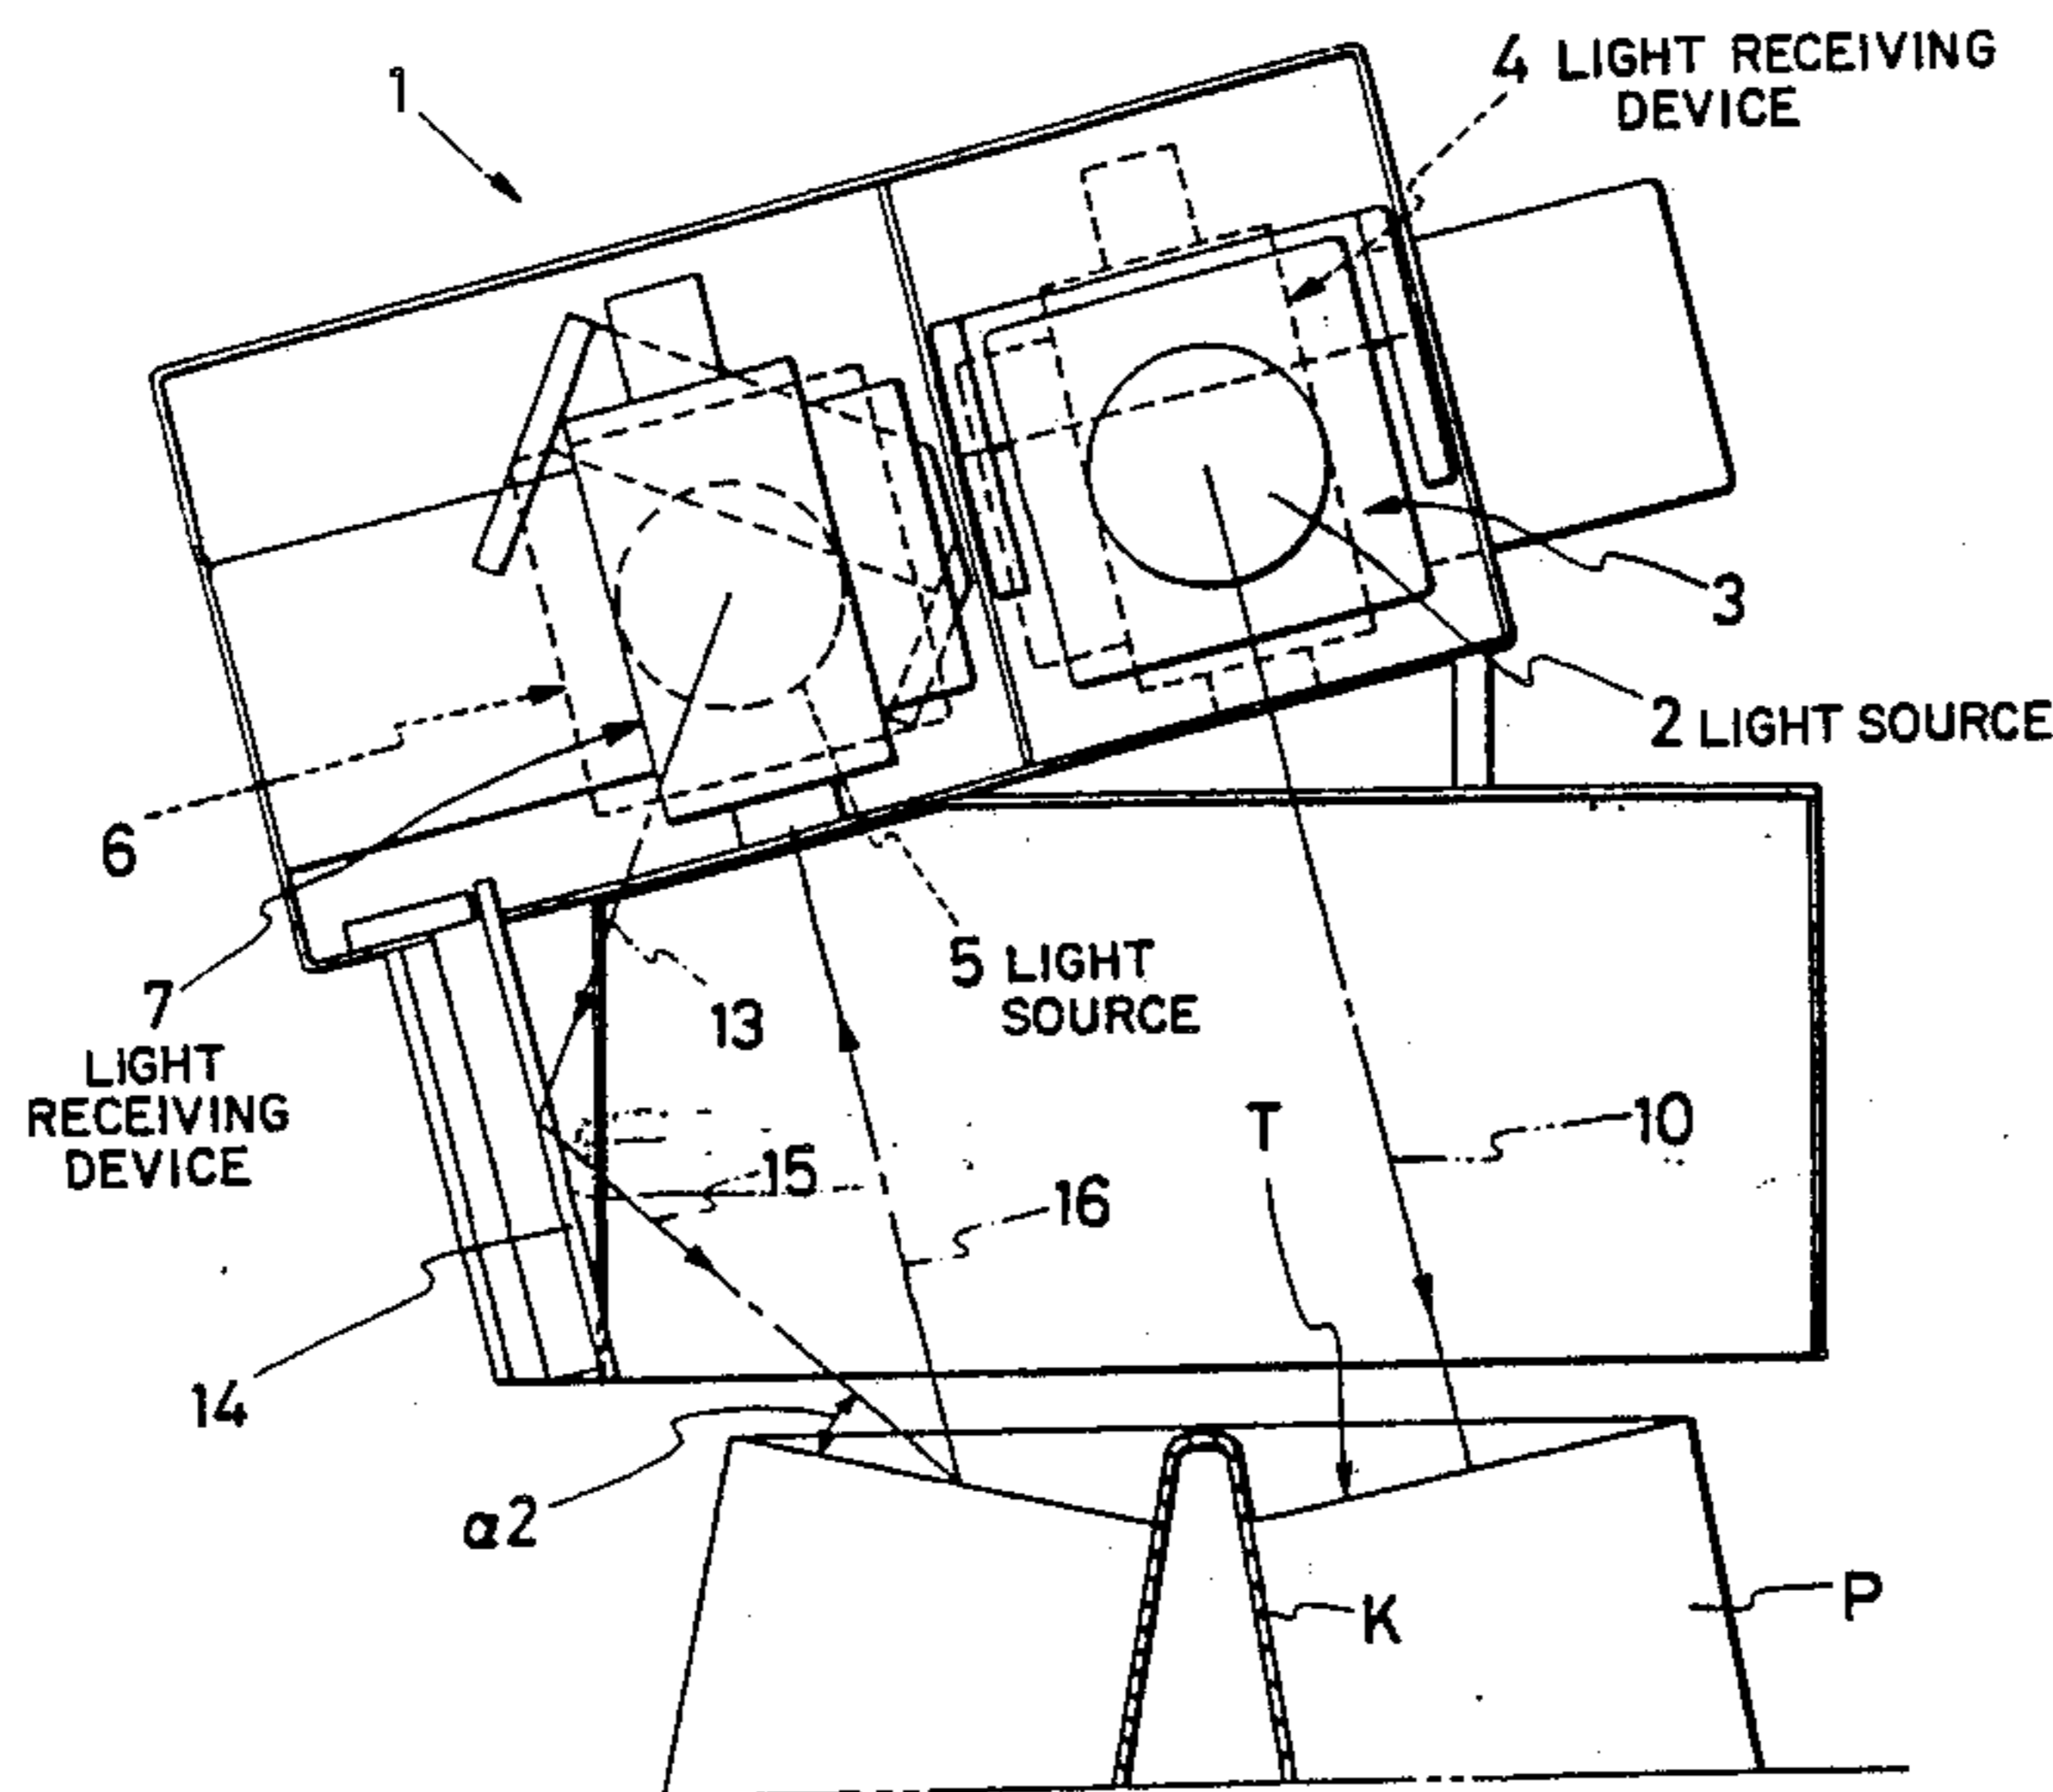 1
4 LIGHT RECEIVING
DEVICE
3
2 LIGHT SOURCE
6
7
LIGHT
RECEIVING
DEVICE
5 LIGHT
SOURCE
13
10
T
15
16
14
α2
K
P